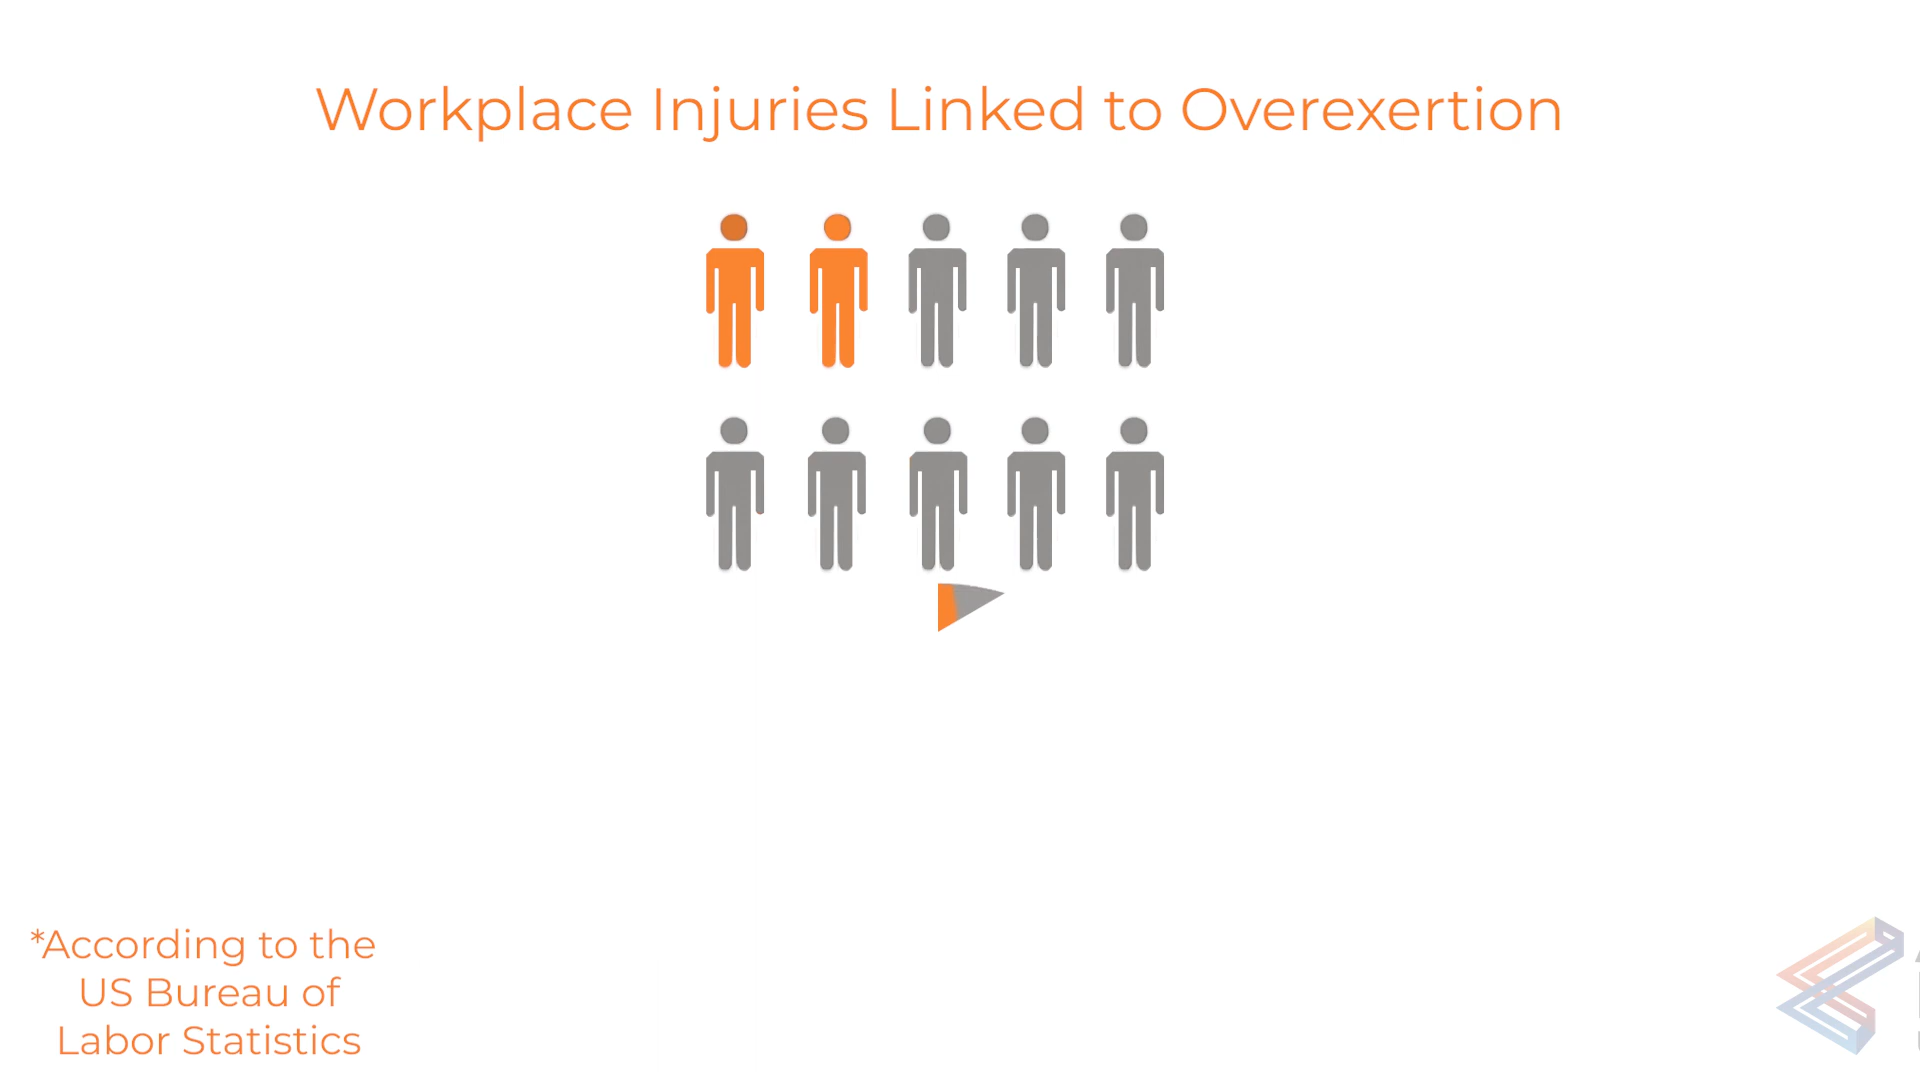 Workplace Injuries Linked to Overexertion
*According to the
US Bureau of
Labor Statistics